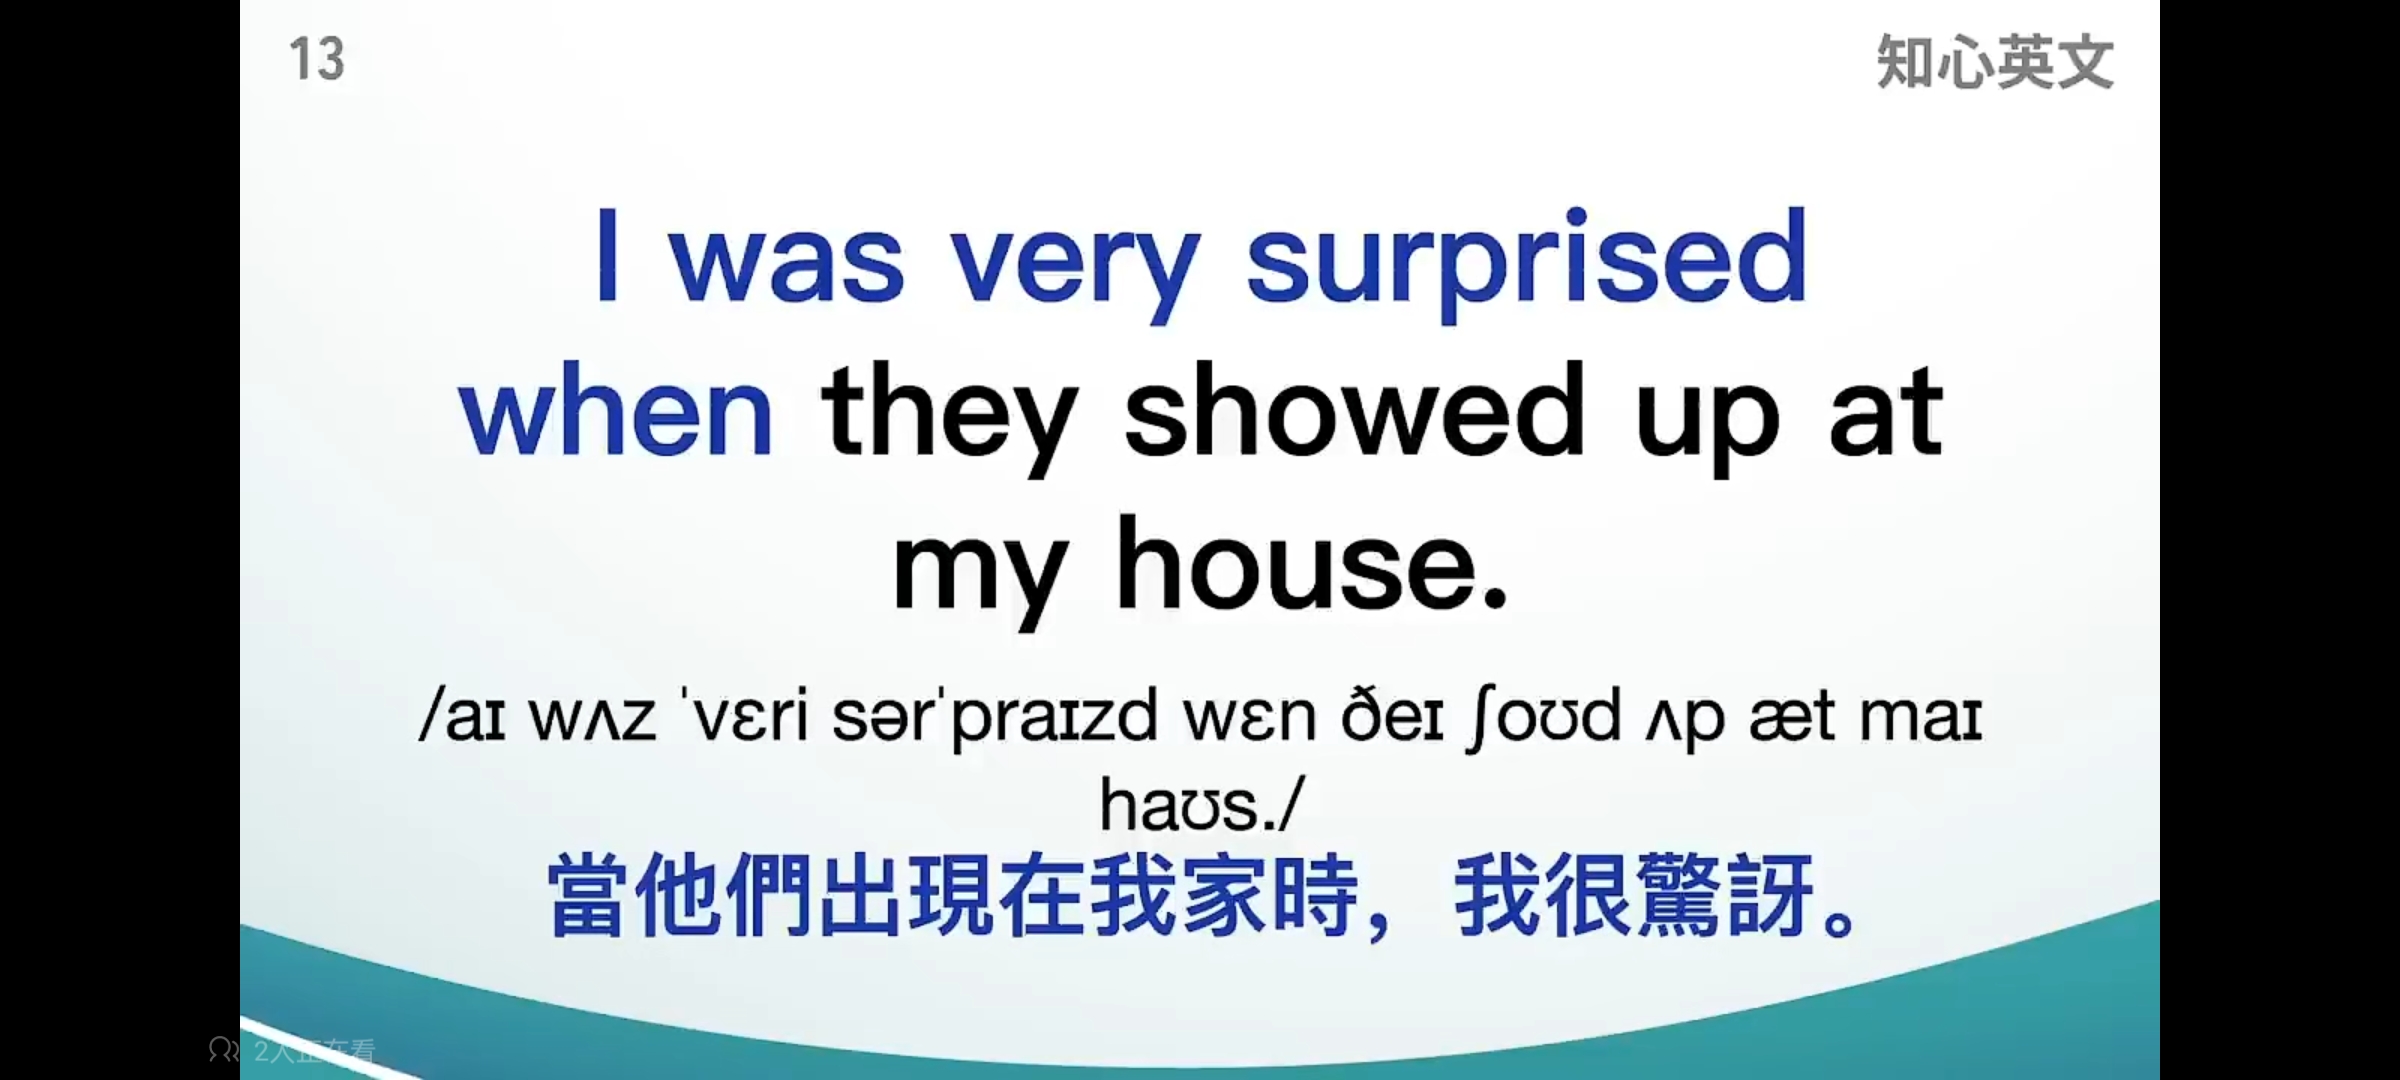 13
知心英文
I was very surprised
when they showed up at
my house.
/aɪ wʌz ˈvɛri sərˈpraɪzd wɛn ðeɪ ʃoʊd ʌp æt maɪ
haʊs./
當他們出現在我家時，我很驚訝。
2人正在看